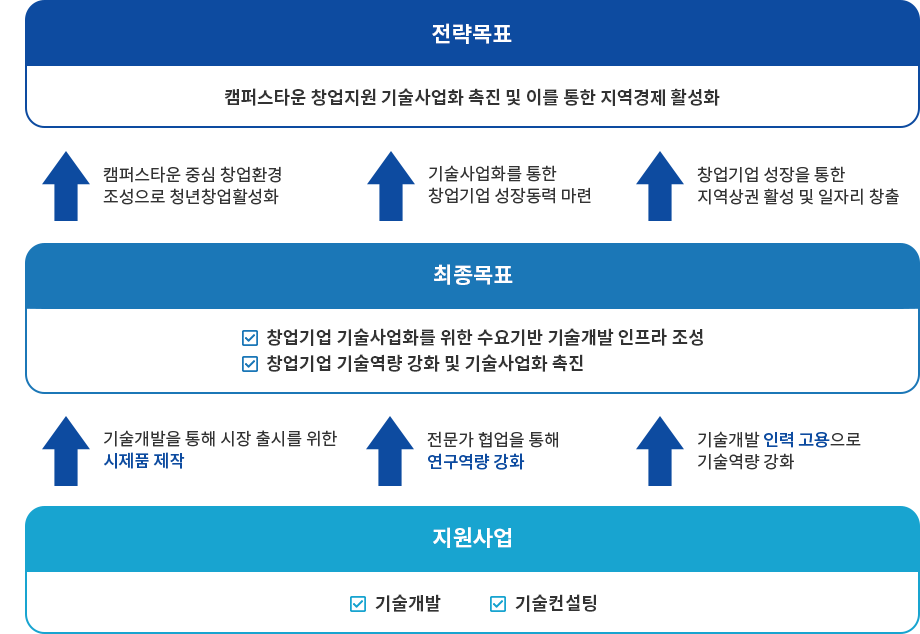 전략목표
캠퍼스타운 창업지원 기술사업화 촉진 및 이를 통한 지역경제 활성화
캠퍼스타운 중심 창업환경
조성으로 청년창업활성화
기술사업화를 통한
창업기업 성장동력 마련
창업기업 성장을 통한
지역상권 활성 및 일자리 창출
최종목표
창업기업 기술사업화를 위한 수요기반 기술개발 인프라 조성
창업기업 기술역량 강화 및 기술사업화 촉진
기술개발을 통해 시장 출시를 위한
시제품 제작
전문가 협업을 통해
연구역량 강화
기술개발 인력 고용으로
기술역량 강화
지원사업
기술개발
기술컨설팅